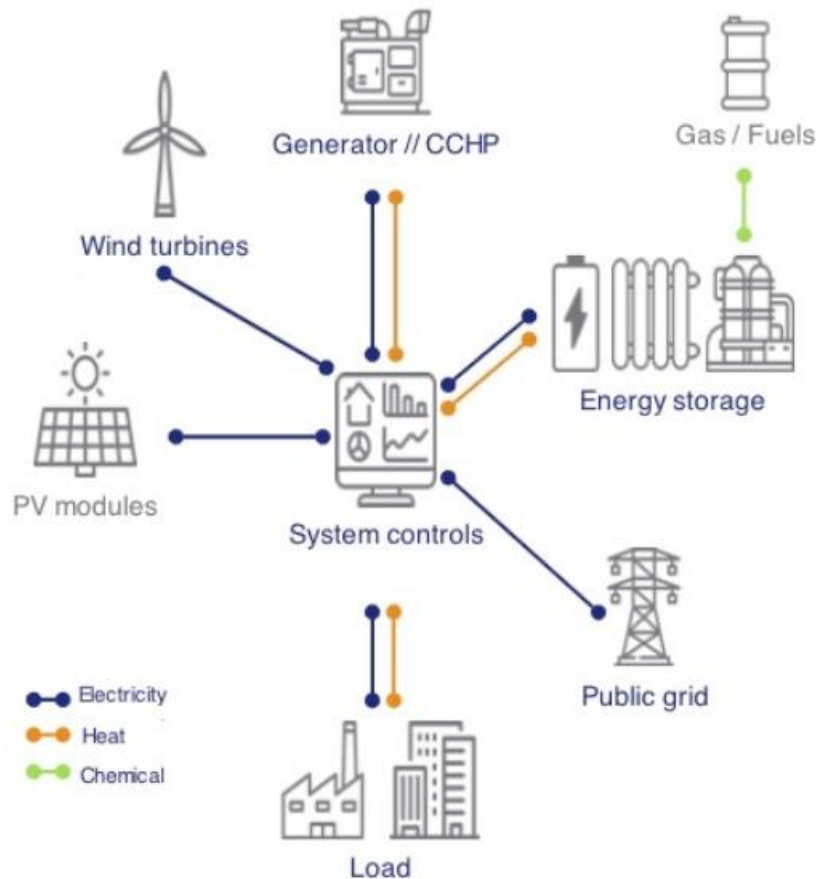 Generator // CCHP
Gas / Fuels
Wind turbines
Energy storage
PV modules
System controls
Public grid
Electricity
Heat
Chemical
Load